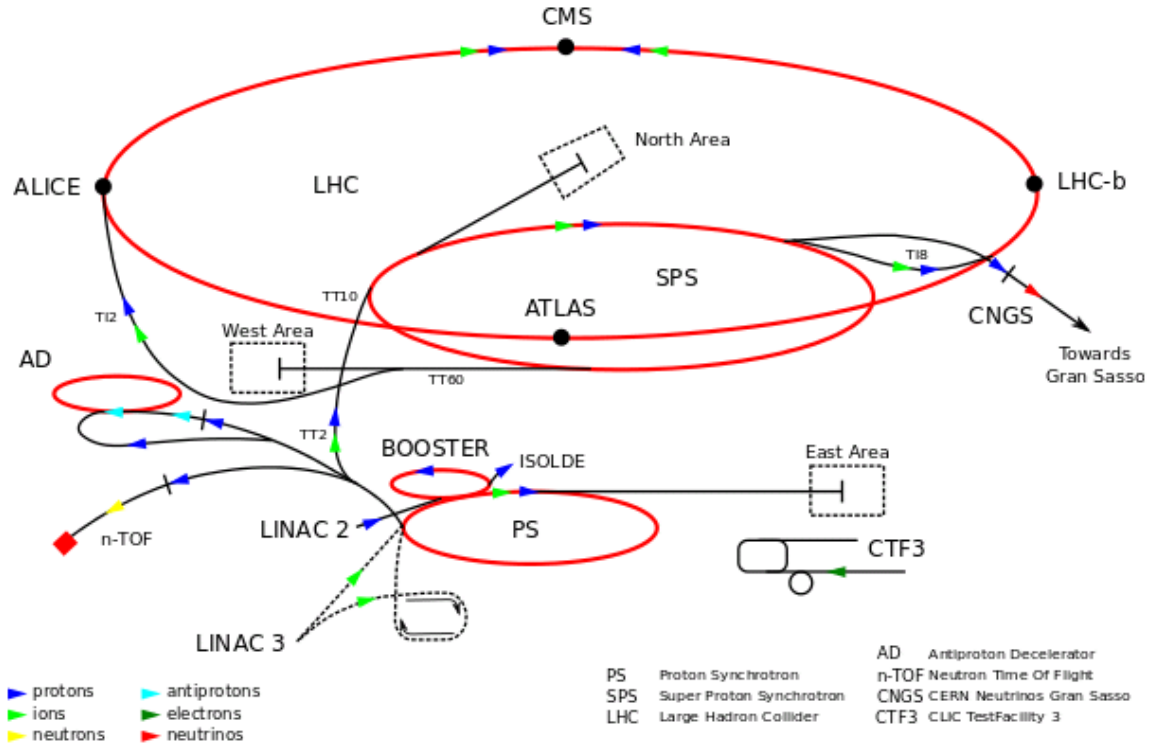 CMS
North Area
ALICE
LHC
LHC-b
TI8
SPS
TT10
ATLAS
CNGS
TI2
West Area
Towards
Gran Sasso
AD
TT60
TT2
BOOSTER
ISOLDE
East Area
LINAC 2
PS
n-TOF
CTF3
LINAC 3
protons
ions
neutrons
antiprotons
electrons
neutrinos
PS Proton Synchrotron
SPS Super Proton Synchrotron
LHC Large Hadron Collider
AD Antiproton Decelerator
n-TOF Neutron Time Of Flight
CNGS CERN Neutrinos Gran Sasso
CTF3 CLIC TestFacility 3